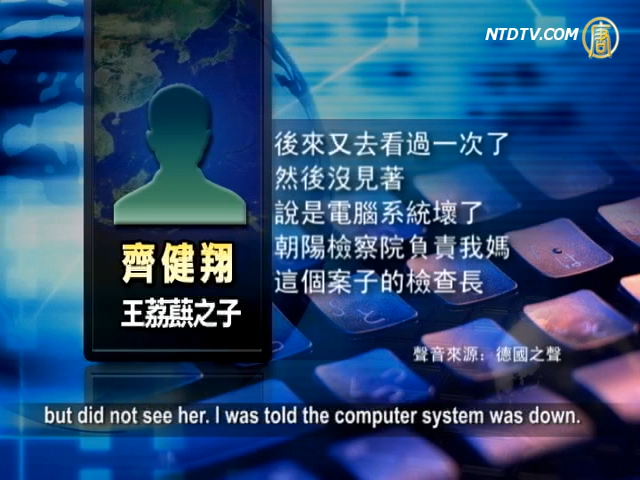 NTDTV.COM
唐
後來又去看過一次了
然後沒見著
說是電腦系統壞了
朝陽檢察院負責我媽
這個案子的檢查長
齊健翔
王荔蕻之子
聲音來源：德國之聲
but did not see her. I was told the computer system was down.